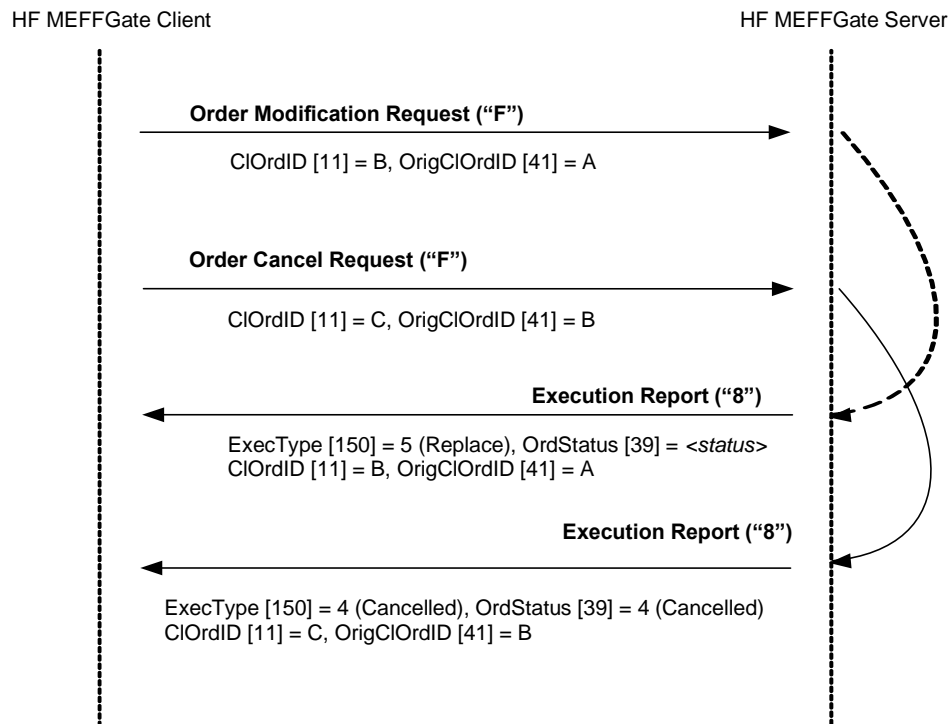 HF MEFFGate Client
HF MEFFGate Server
Order Modification Request (“F”)
ClOrdID [11] = B, OrigClOrdID [41] = A
Order Cancel Request (“F”)
ClOrdID [11] = C, OrigClOrdID [41] = B
Execution Report (“8”)
ExecType [150] = 5 (Replace), OrdStatus [39] = <status>
ClOrdID [11] = B, OrigClOrdID [41] = A
Execution Report (“8”)
ExecType [150] = 4 (Cancelled), OrdStatus [39] = 4 (Cancelled)
ClOrdID [11] = C, OrigClOrdID [41] = B